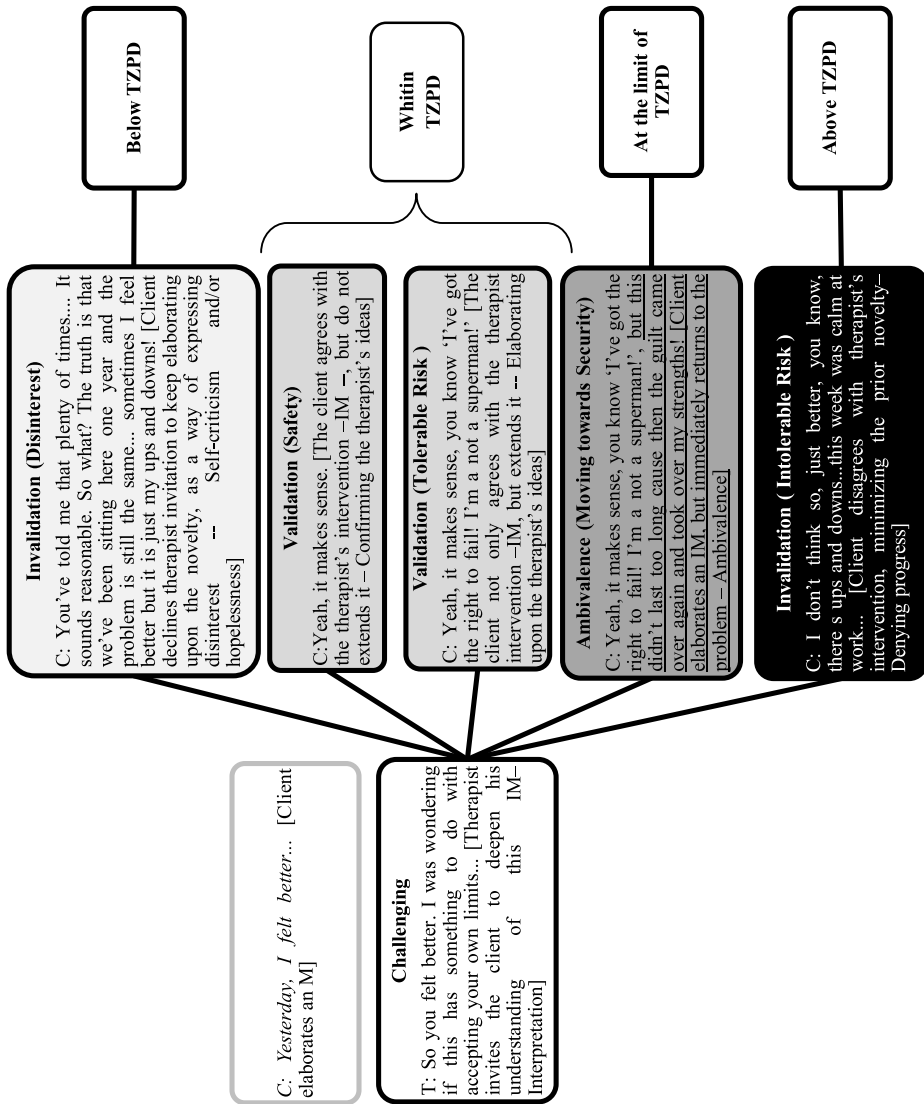 C: Yesterday, I felt better... [Client
elaborates an M]
Challenging
T: So you felt better. I was wondering
if this has something to do with
accepting your own limits... [Therapist
invites the client to deepen his
understanding of this IM–
Interpretation]
Invalidation (Disinterest)
C: You’ve told me that plenty of times... It
sounds reasonable. So what? The truth is that
we’ve been sitting here one year and the
problem is still the same... sometimes I feel
better but it is just my ups and downs! [Client
declines therapist invitation to keep elaborating
upon the novelty, as a way of expressing
disinterest -- Self-criticism and/or
hopelessness]
Validation (Safety)
C:Yeah, it makes sense. [The client agrees with
the therapist’s intervention –IM –, but do not
extends it – Confirming the therapist’s ideas]
Validation (Tolerable Risk )
C: Yeah, it makes sense, you know ‘I’ve got
the right to fail! I’m a not a superman!’ [The
client not only agrees with the therapist
intervention –IM, but extends it -- Elaborating
upon the therapist’s ideas]
Ambivalence (Moving towards Security)
C: Yeah, it makes sense, you know ‘I’ve got the
right to fail! I’m a not a superman!’, but this
didn’t last too long cause then the guilt came
over again and took over my strengths! [Client
elaborates an IM, but immediately returns to the
problem – Ambivalence]
Invalidation ( Intolerable Risk )
C: I don’t think so, just better, you know,
there s ups and downs...this week was calm at
work... [Client disagrees with therapist’s
intervention, minimizing the prior novelty–
Denying progress]
Below TZPD
Whitin
TZPD
At the limit of
TZPD
Above TZPD